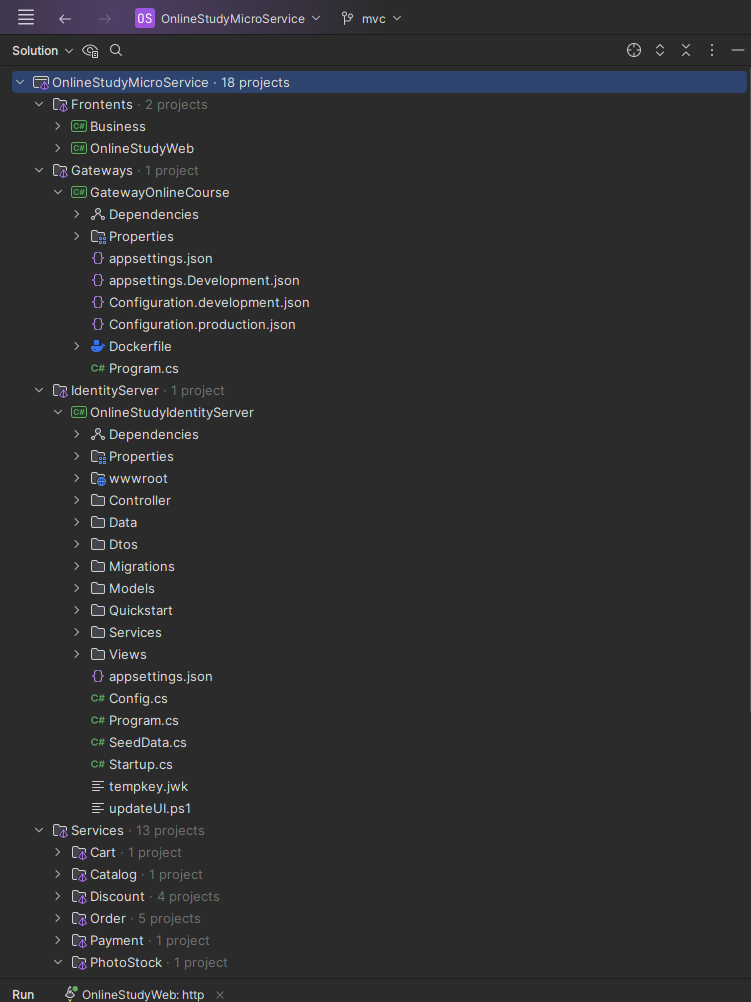 OS OnlineStudyMicroService mvc
Solution
OnlineStudyMicroService · 18 projects
Frontents · 2 projects
C# Business
C# OnlineStudyWeb
Gateways · 1 project
C# GatewayOnlineCourse
Dependencies
Properties
{} appsettings.json
{} appsettings.Development.json
{} Configuration.development.json
{} Configuration.production.json
Dockerfile
C# Program.cs
IdentityServer · 1 project
C# OnlineStudyIdentityServer
Dependencies
Properties
wwwroot
Controller
Data
Dtos
Migrations
Models
Quickstart
Services
Views
{} appsettings.json
C# Config.cs
C# Program.cs
C# SeedData.cs
C# Startup.cs
tempkey.jwk
updateUI.ps1
Services · 13 projects
Cart · 1 project
Catalog · 1 project
Discount · 4 projects
Order · 5 projects
Payment · 1 project
PhotoStock · 1 project
Run OnlineStudyWeb: http